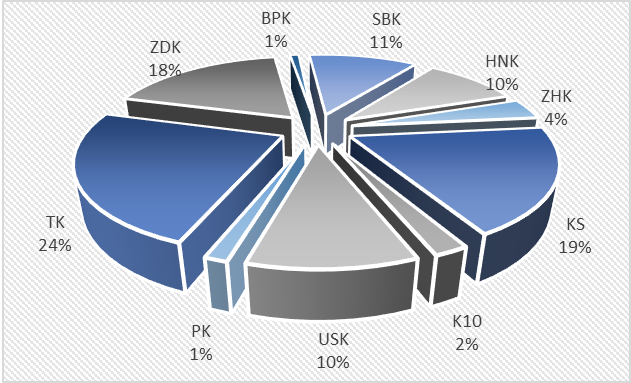 BPK
1%
SBK
11%
HNK
10%
ZHK
4%
KS
19%
K10
2%
USK
10%
PK
1%
TK
24%
ZDK
18%